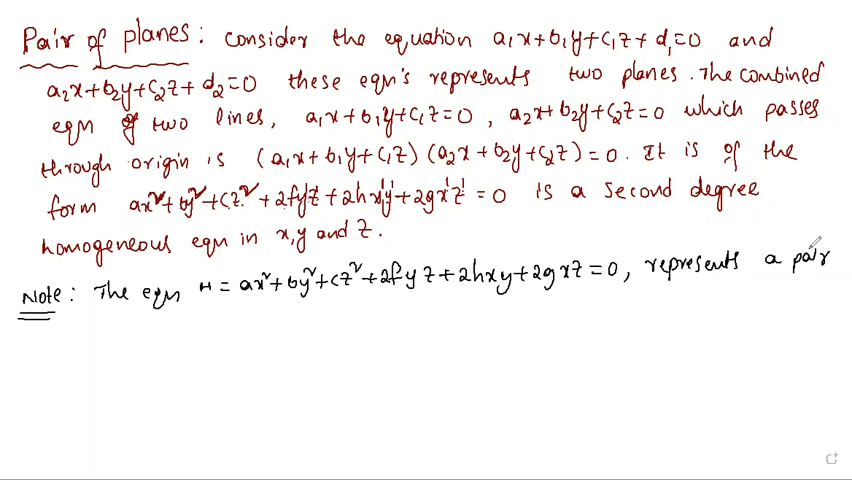 Pair of planes : consider the equation a₁x+b₁y+c₁z+d₁=0 and
a₂x+b₂y+c₂z+d₂=0 these eqn's represents two planes. The combined
eqn of two lines, a₁x+b₁y+c₁z=0, a₂x+b₂y+c₂z=0 which passes
through origin is (a₁x+b₁y+c₁z)(a₂x+b₂y+c₂z)=0. It is of the
form ax²+by²+cz²+2fyz+2hx'y'+2gx'z'=0 is a second degree
homogeneous eqn in x,y and z.
Note: The eqn H=ax²+by²+cz²+2fyz+2hxy+2gxz=0, represents a pair